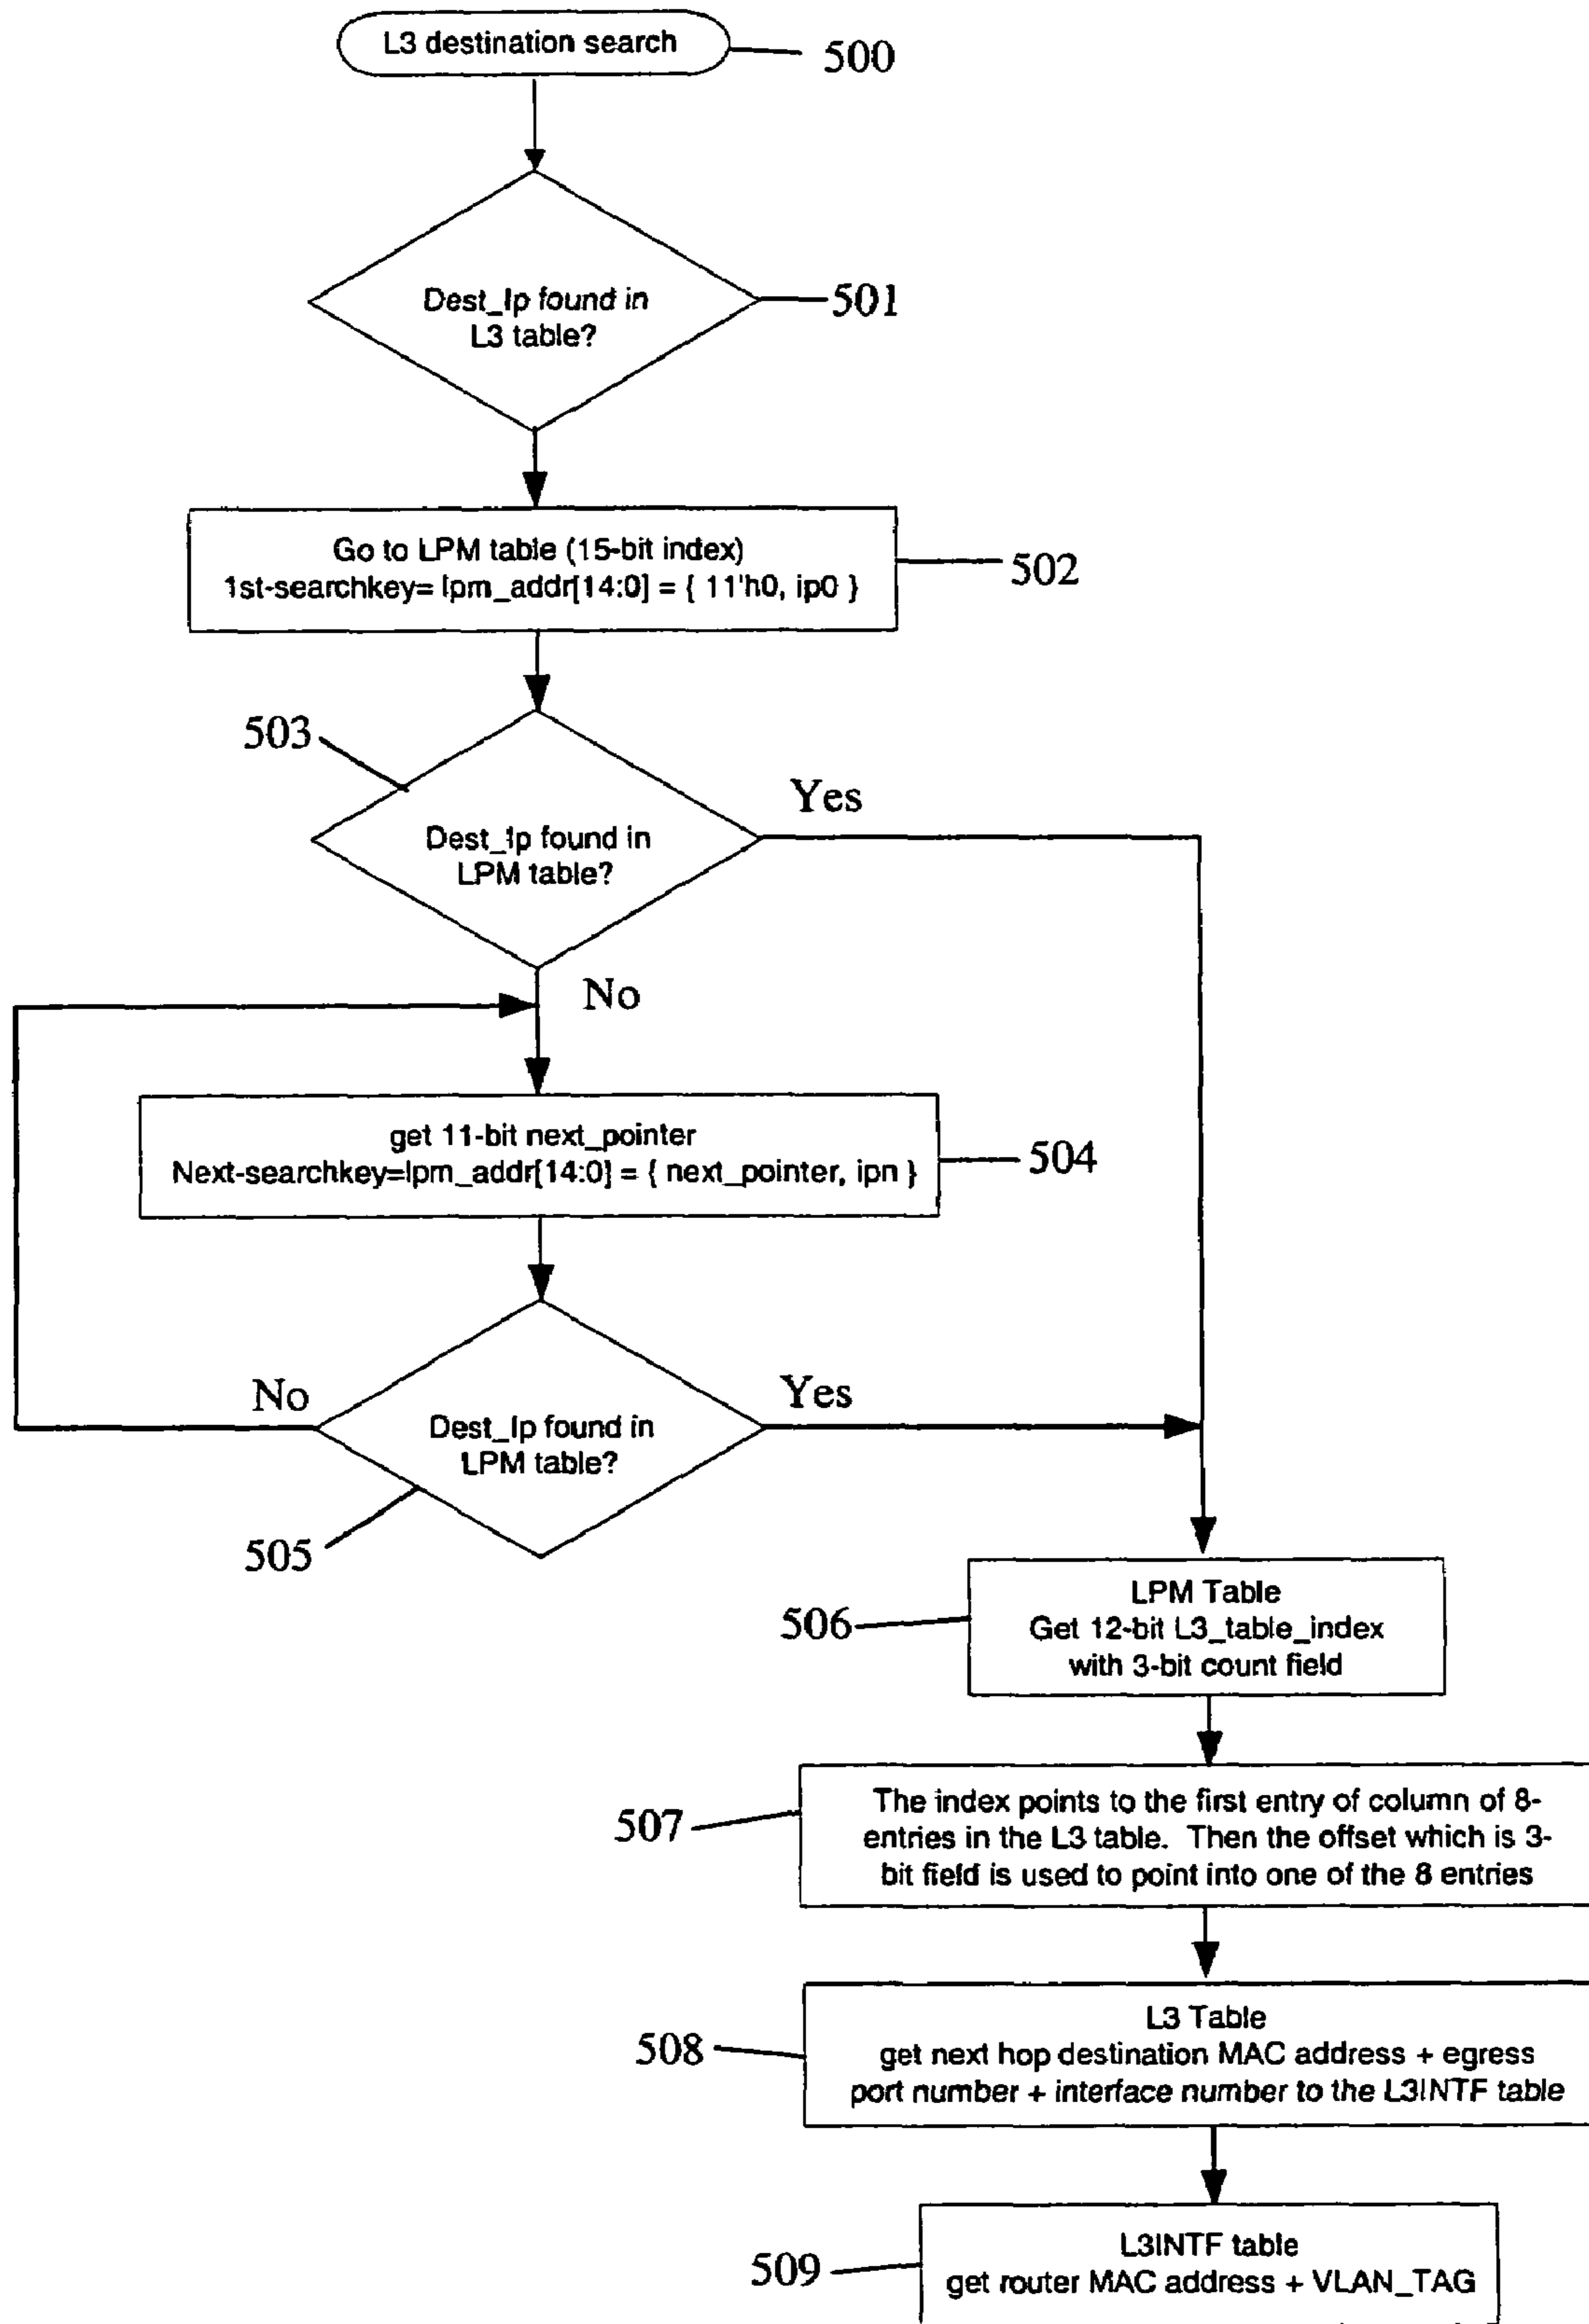 L3 destination search
500
Dest_Ip found in
L3 table?
501
Go to LPM table (15-bit index)
1st-searchkey= lpm_addr[14:0] = { 11'h0, ip0 }
502
503
Yes
Dest_Ip found in
LPM table?
No
get 11-bit next_pointer
Next-searchkey=lpm_addr[14:0] = { next_pointer, ipn }
504
No
Yes
Dest_Ip found in
LPM table?
505
LPM Table
Get 12-bit L3_table_index
with 3-bit count field
506
The index points to the first entry of column of 8-
entries in the L3 table. Then the offset which is 3-
bit field is used to point into one of the 8 entries
507
L3 Table
get next hop destination MAC address + egress
port number + interface number to the L3INTF table
508
L3INTF table
get router MAC address + VLAN_TAG
509